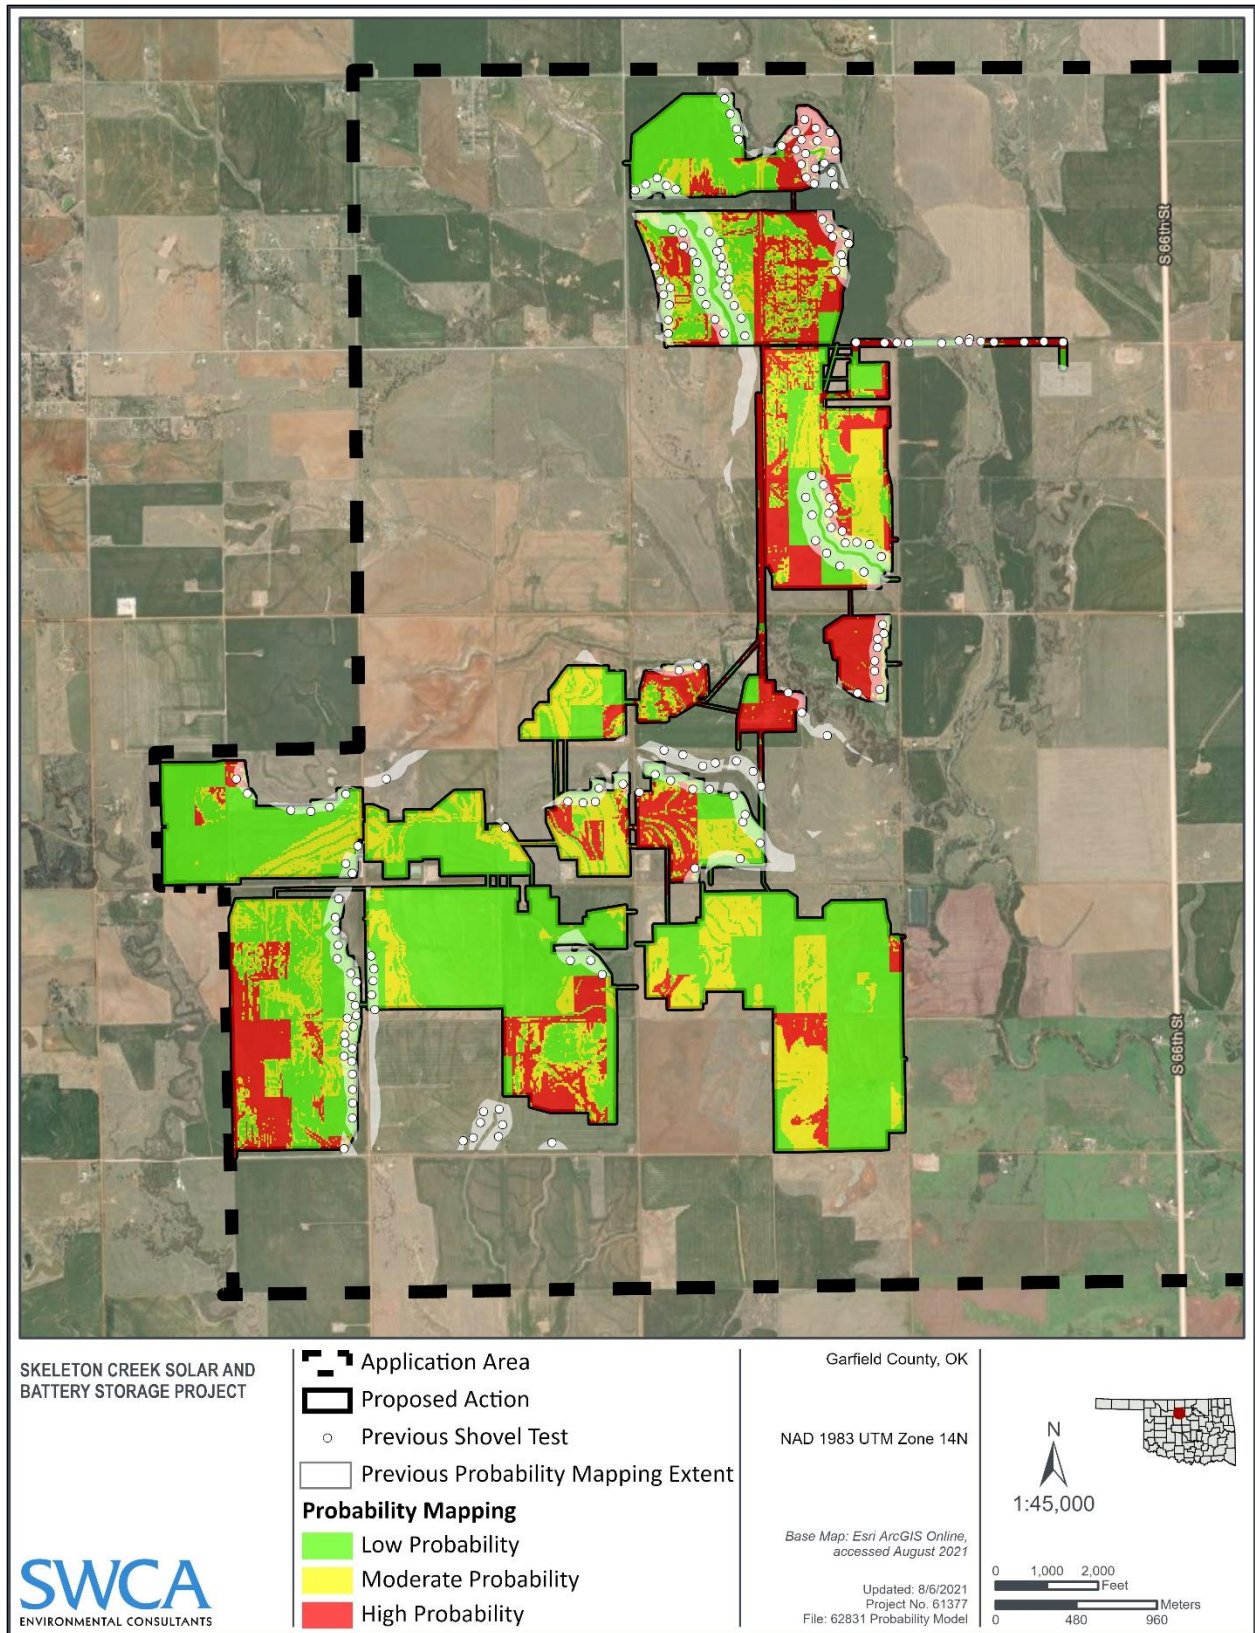 S 66th St
S 66th St
SKELETON CREEK SOLAR AND
BATTERY STORAGE PROJECT
SWCA
ENVIRONMENTAL CONSULTANTS
Application Area
Proposed Action
Previous Shovel Test
Previous Probability Mapping Extent
Probability Mapping
Low Probability
Moderate Probability
High Probability
Garfield County, OK
NAD 1983 UTM Zone 14N
Base Map: Esri ArcGIS Online,
accessed August 2021
Updated: 8/6/2021
Project No. 61377
File: 62831 Probability Model
N
1:45,000
0 1,000 2,000
Feet
Meters
0 480 960